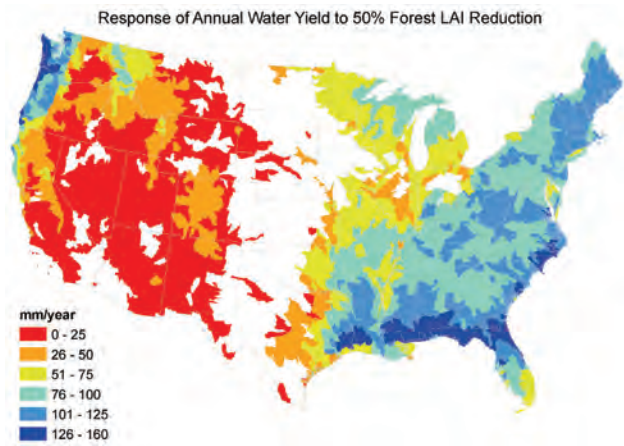 Response of Annual Water Yield to 50% Forest LAI Reduction
mm/year
0 - 25
26 - 50
51 - 75
76 - 100
101 - 125
126 - 160